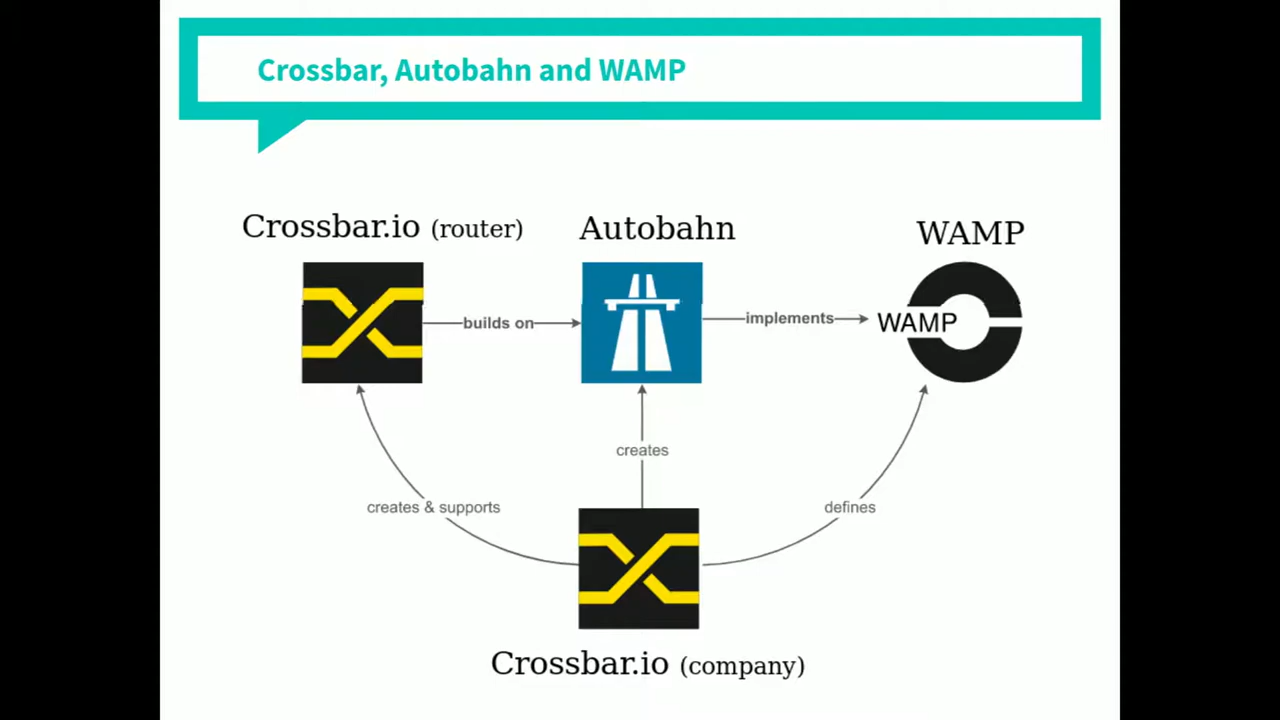 Crossbar, Autobahn and WAMP
Crossbar.io (router)
Autobahn
WAMP
builds on
implements
WAMP
creates
creates & supports
defines
Crossbar.io (company)